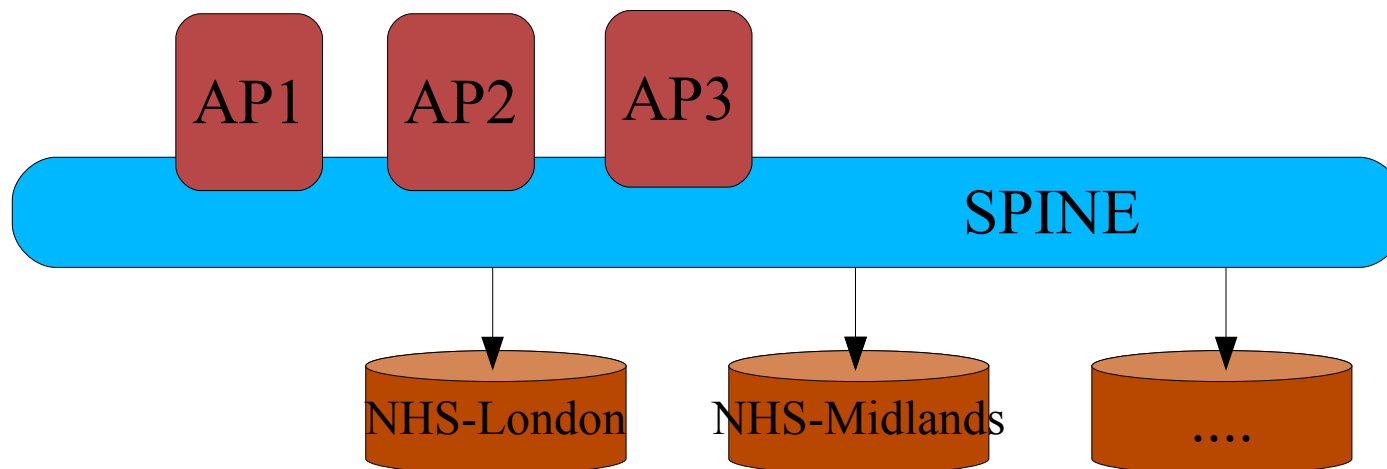 AP1
AP2
AP3
SPINE
NHS-London
NHS-Midlands
....